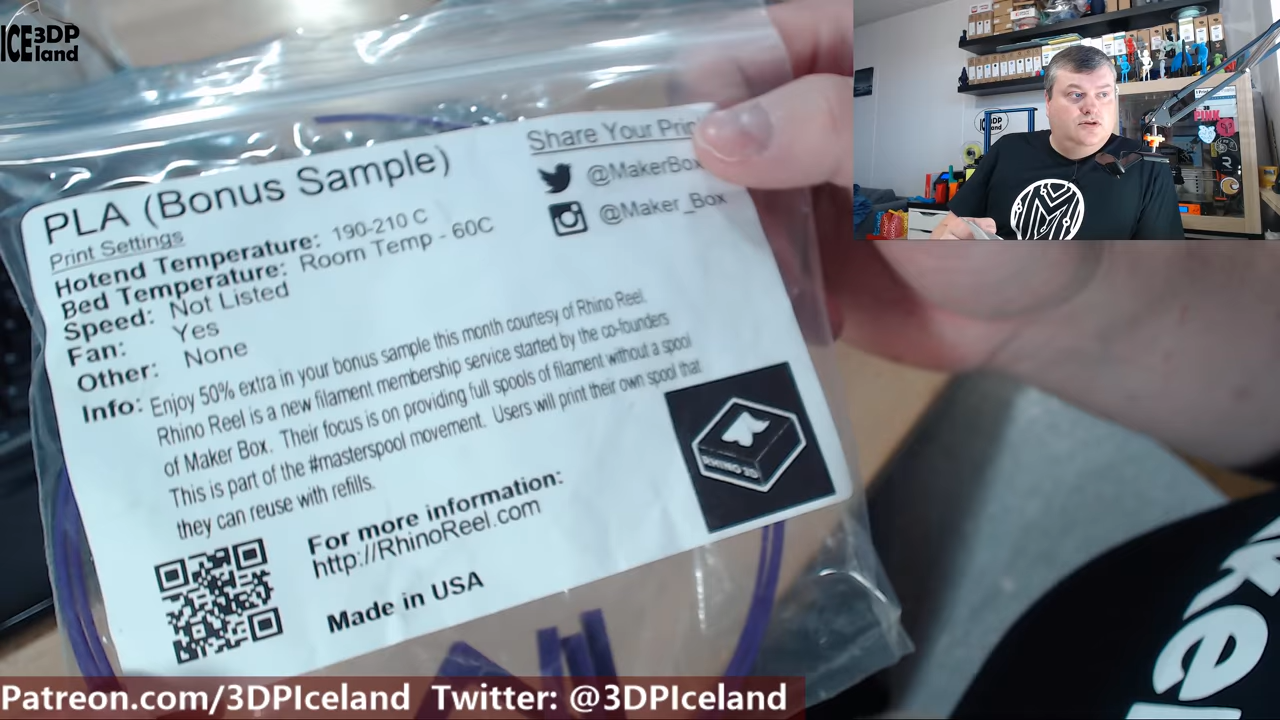 ICE 3DP
land
PLA (Bonus Sample)
Print Settings
Hotend Temperature: 190-210 C
Bed Temperature: Room Temp - 60C
Speed: Not Listed
Fan: Yes
Other: None
Info: Enjoy 50% extra in your bonus sample this month courtesy of Rhino Reel.
Rhino Reel is a new filament membership service started by the co-founders
of Maker Box. Their focus is on providing full spools of filament without a spool
This is part of the #masterspool movement. Users will print their own spool that
they can reuse with refills.
Share Your
@MakerBox
@Maker_Box
RHINO 3D
For more information:
http://RhinoReel.com
Made in USA
3DP
land
PINK
Patreon.com/3DPIceland Twitter: @3DPIceland